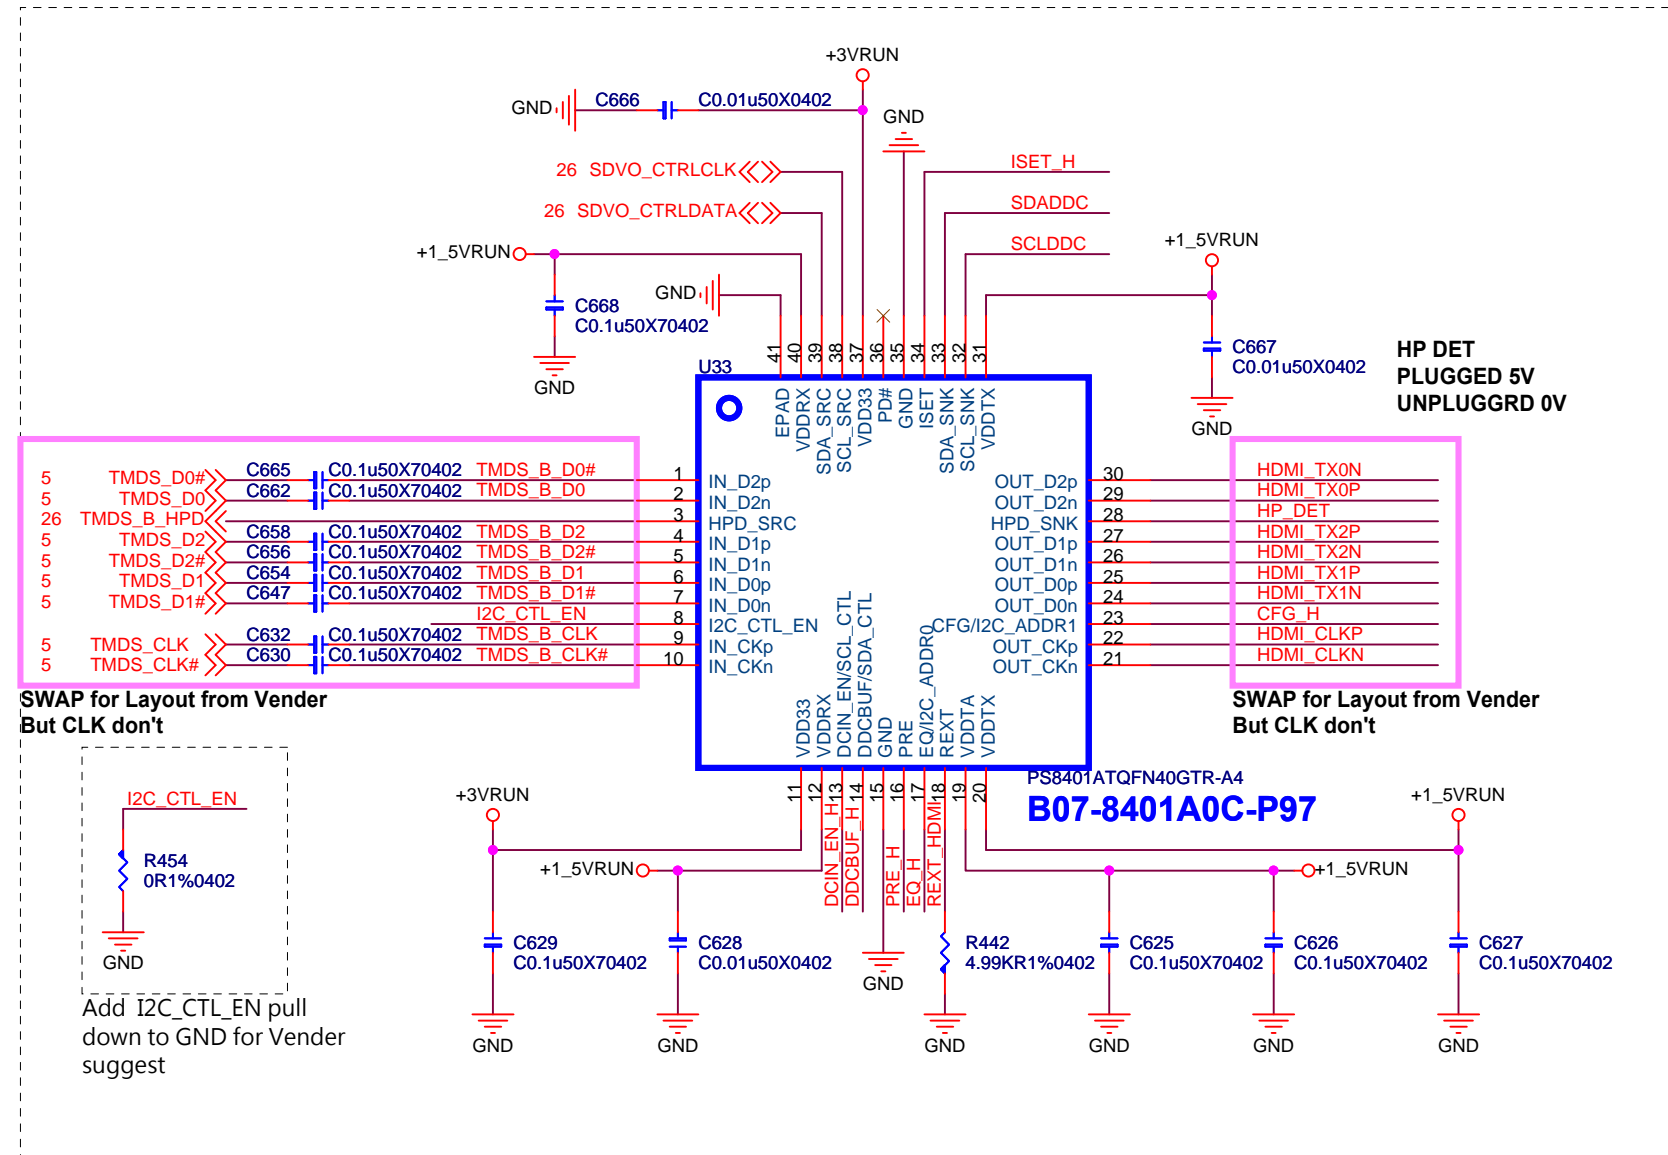 +3VRUN
GND
C666
C0.01u50X0402
GND
26 SDVO_CTRLCLK
ISET_H
26 SDVO_CTRLDATA
SDADDC
+1_5VRUN
SCLDDC
+1_5VRUN
GND
C668
C0.1u50X70402
GND
C667
C0.01u50X0402
GND
HP DET
PLUGGED 5V
UNPLUGGRD 0V
U33
41 40 39 38 37 36 35 34 33 32 31
EPAD VDDRX SDA_SRC SCL_SRC VDD33 PD# GND ISET SDA_SNK SCL_SNK VDDTX
5 TMDS_D0# C665 C0.1u50X70402 TMDS_B_D0# 1 IN_D2p
5 TMDS_D0 C662 C0.1u50X70402 TMDS_B_D0 2 IN_D2n
26 TMDS_B_HPD 3 HPD_SRC
5 TMDS_D2 C658 C0.1u50X70402 TMDS_B_D2 4 IN_D1p
5 TMDS_D2# C656 C0.1u50X70402 TMDS_B_D2# 5 IN_D1n
5 TMDS_D1 C654 C0.1u50X70402 TMDS_B_D1 6 IN_D0p
5 TMDS_D1# C647 C0.1u50X70402 TMDS_B_D1# 7 IN_D0n
I2C_CTL_EN 8 I2C_CTL_EN
5 TMDS_CLK C632 C0.1u50X70402 TMDS_B_CLK 9 IN_CKp
5 TMDS_CLK# C630 C0.1u50X70402 TMDS_B_CLK# 10 IN_CKn
OUT_D2p 30 HDMI_TX0N
OUT_D2n 29 HDMI_TX0P
HPD_SNK 28 HP_DET
OUT_D1p 27 HDMI_TX2P
OUT_D1n 26 HDMI_TX2N
OUT_D0p 25 HDMI_TX1P
OUT_D0n 24 HDMI_TX1N
CFG/I2C_ADDR1 23 CFG_H
OUT_CKp 22 HDMI_CLKP
OUT_CKn 21 HDMI_CLKN
SWAP for Layout from Vender
But CLK don't
SWAP for Layout from Vender
But CLK don't
VDD33 VDDRX DCIN_EN/SCL_CTL DDCBUF/SDA_CTL GND PRE EQ/I2C_ADDR0 REXT VDDTA VDDTX
11 12 13 14 15 16 17 18 19 20
PS8401ATQFN40GTR-A4
B07-8401A0C-P97
DCIN_EN_H DDCBUF_H PRE_H EQ_H REXT_HDMI
I2C_CTL_EN
R454
0R1%0402
GND
Add I2C_CTL_EN pull
down to GND for Vender
suggest
+3VRUN
+1_5VRUN
+1_5VRUN
+1_5VRUN
C629
C0.1u50X70402
GND
C628
C0.01u50X0402
GND
GND
R442
4.99KR1%0402
GND
C625
C0.1u50X70402
GND
C626
C0.1u50X70402
GND
C627
C0.1u50X70402
GND